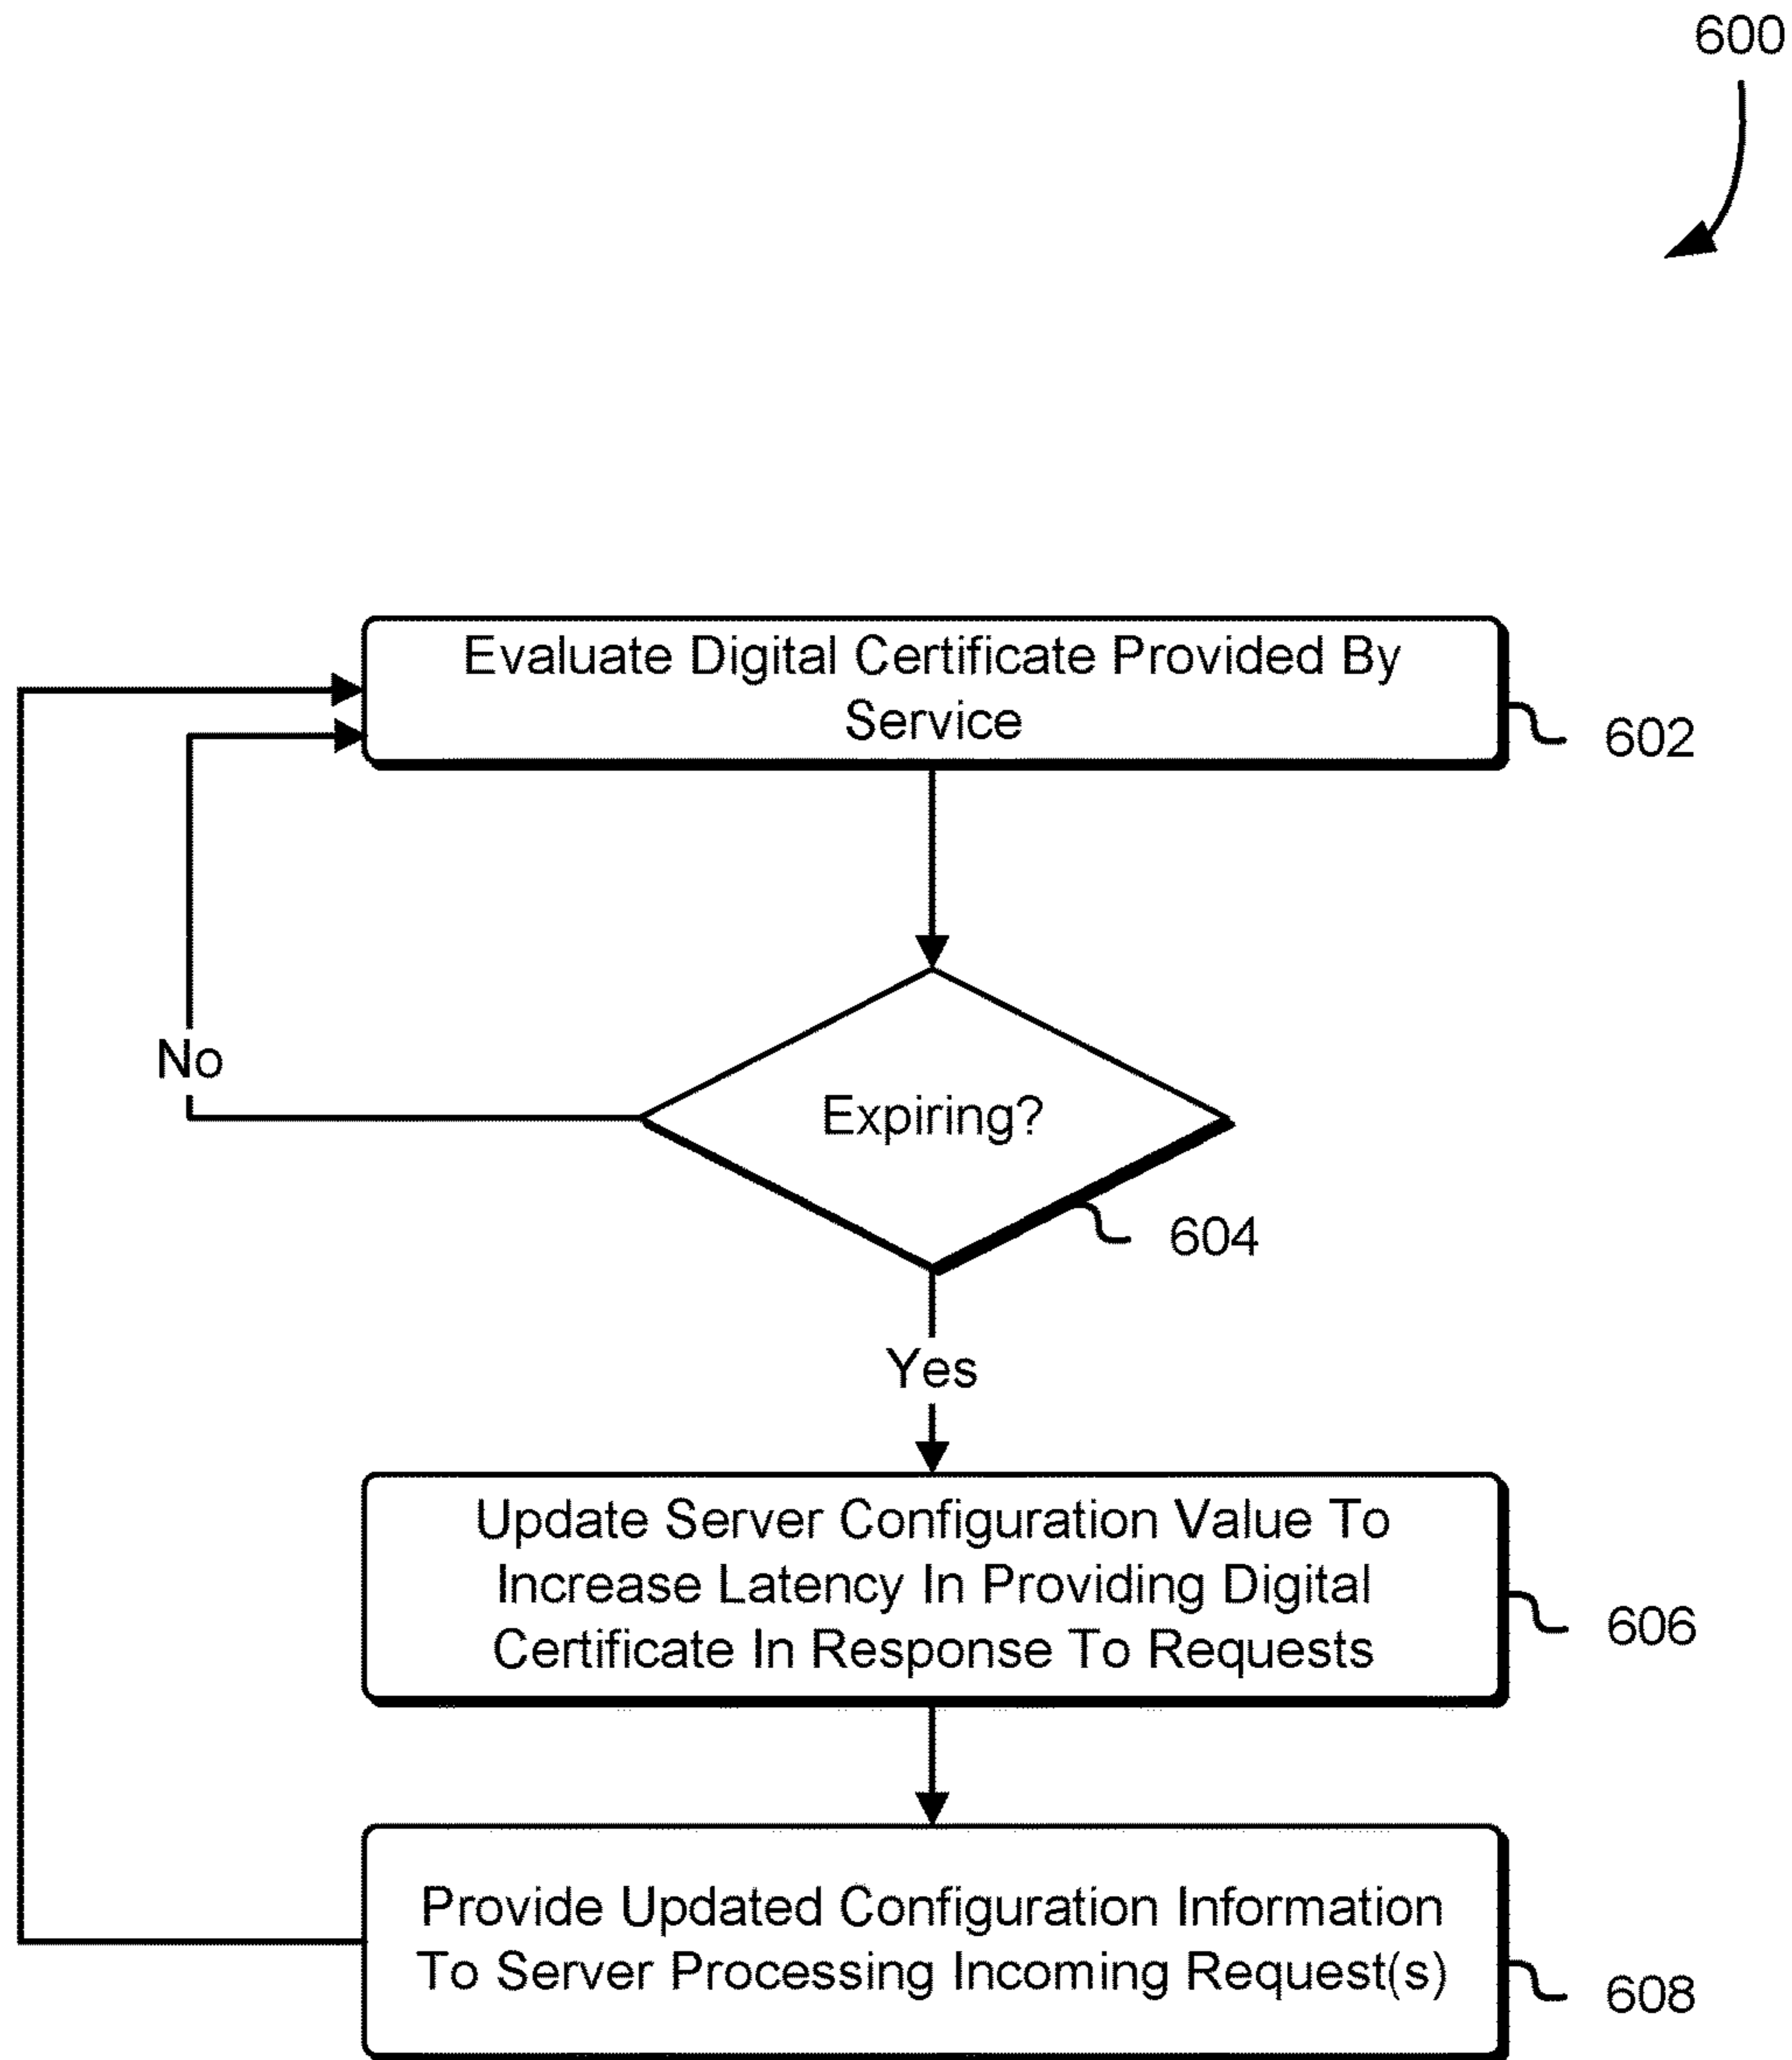 600
Evaluate Digital Certificate Provided By
Service
602
No
Expiring?
604
Yes
Update Server Configuration Value To
Increase Latency In Providing Digital
Certificate In Response To Requests
606
Provide Updated Configuration Information
To Server Processing Incoming Request(s)
608